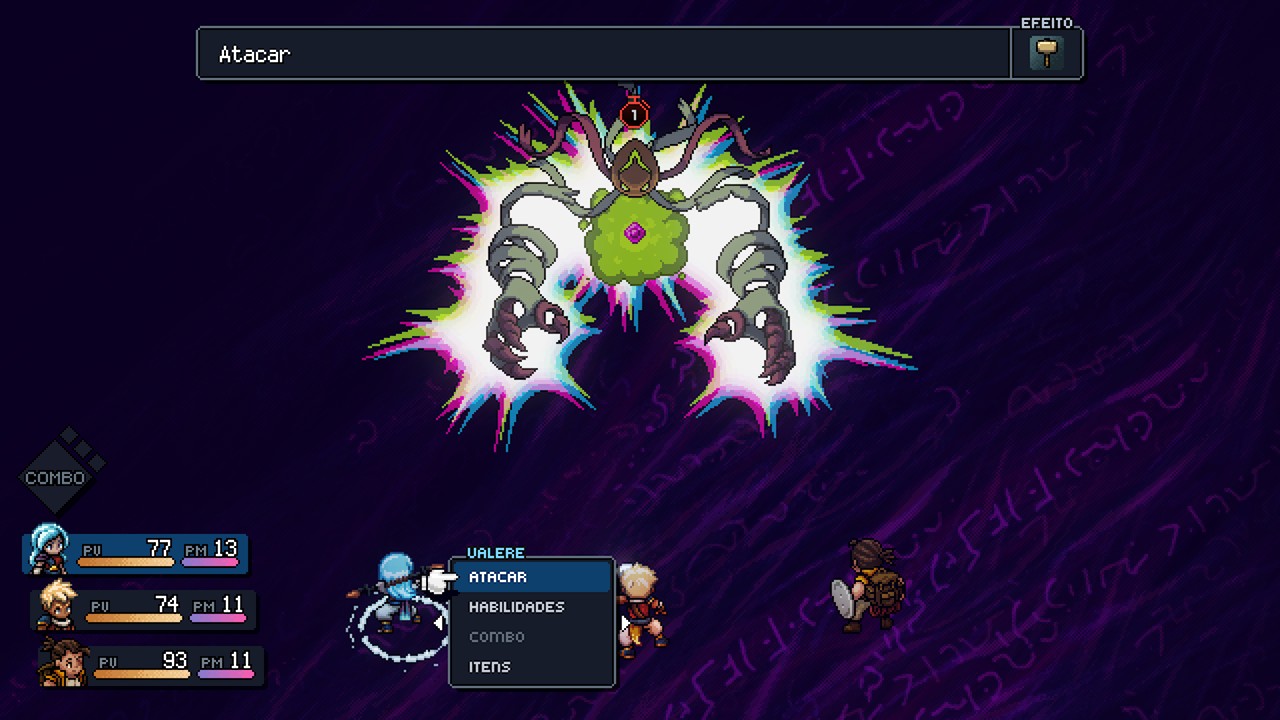 EFEITO
Atacar
1
COMBO
PV 77 PM 13
PV 74 PM 11
PV 93 PM 11
VALERE
ATACAR
HABILIDADES
COMBO
ITENS